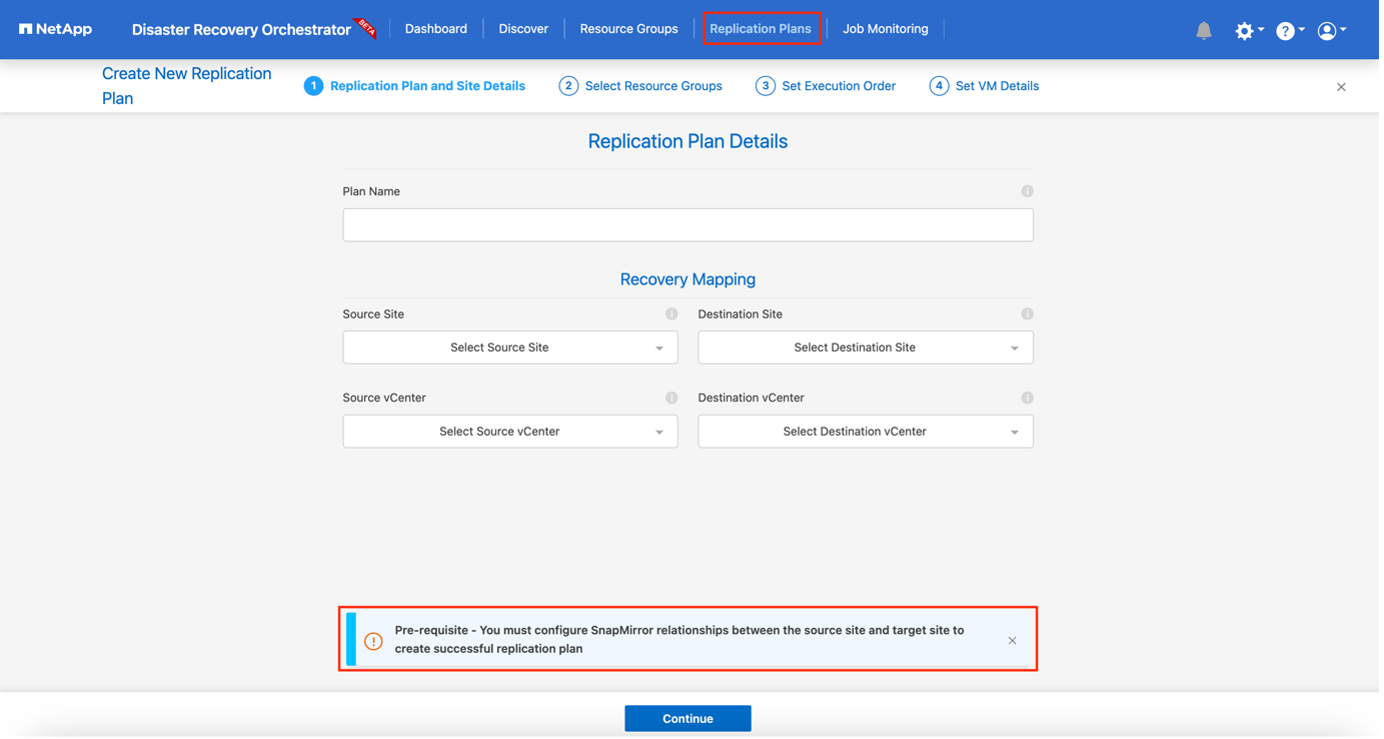 NetApp Disaster Recovery Orchestrator BETA Dashboard Discover Resource Groups Replication Plans Job Monitoring
Create New Replication
Plan
1 Replication Plan and Site Details 2 Select Resource Groups 3 Set Execution Order 4 Set VM Details
Replication Plan Details
Plan Name
Recovery Mapping
Source Site Destination Site
Select Source Site Select Destination Site
Source vCenter Destination vCenter
Select Source vCenter Select Destination vCenter
Pre-requisite - You must configure SnapMirror relationships between the source site and target site to
create successful replication plan
Continue